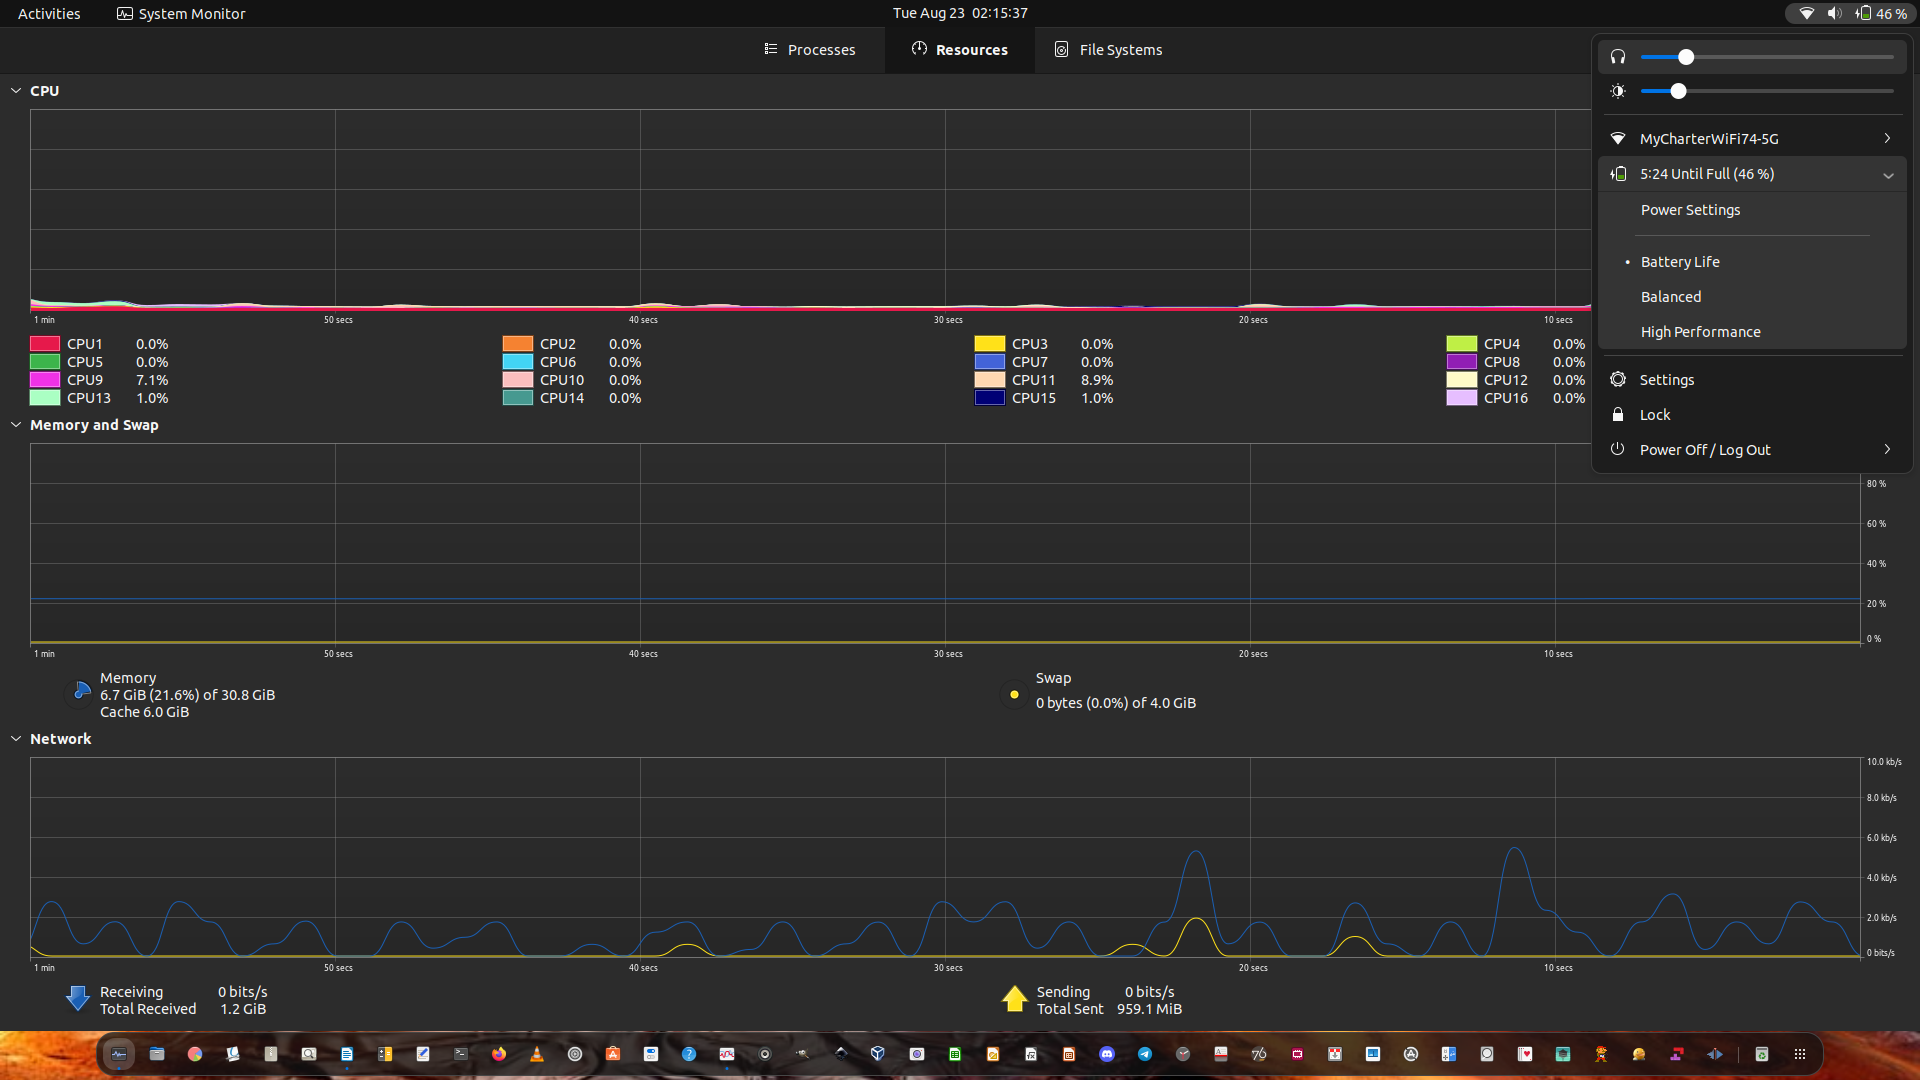 Activities System Monitor Tue Aug 23 02:15:37 46 %
Processes Resources File Systems
CPU
1 min 50 secs 40 secs 30 secs 20 secs 10 secs
CPU1 0.0% CPU2 0.0% CPU3 0.0% CPU4 0.0%
CPU5 0.0% CPU6 0.0% CPU7 0.0% CPU8 0.0%
CPU9 7.1% CPU10 0.0% CPU11 8.9% CPU12 0.0%
CPU13 1.0% CPU14 0.0% CPU15 1.0% CPU16 0.0%
MyCharterWiFi74-5G
5:24 Until Full (46 %)
Power Settings
Battery Life
Balanced
High Performance
Settings
Lock
Power Off / Log Out
Memory and Swap
80 %
60 %
40 %
20 %
0 %
1 min 50 secs 40 secs 30 secs 20 secs 10 secs
Memory
6.7 GiB (21.6%) of 30.8 GiB
Cache 6.0 GiB
Swap
0 bytes (0.0%) of 4.0 GiB
Network
10.0 kb/s
8.0 kb/s
6.0 kb/s
4.0 kb/s
2.0 kb/s
0 bits/s
1 min 50 secs 40 secs 30 secs 20 secs 10 secs
Receiving 0 bits/s
Total Received 1.2 GiB
Sending 0 bits/s
Total Sent 959.1 MiB
76